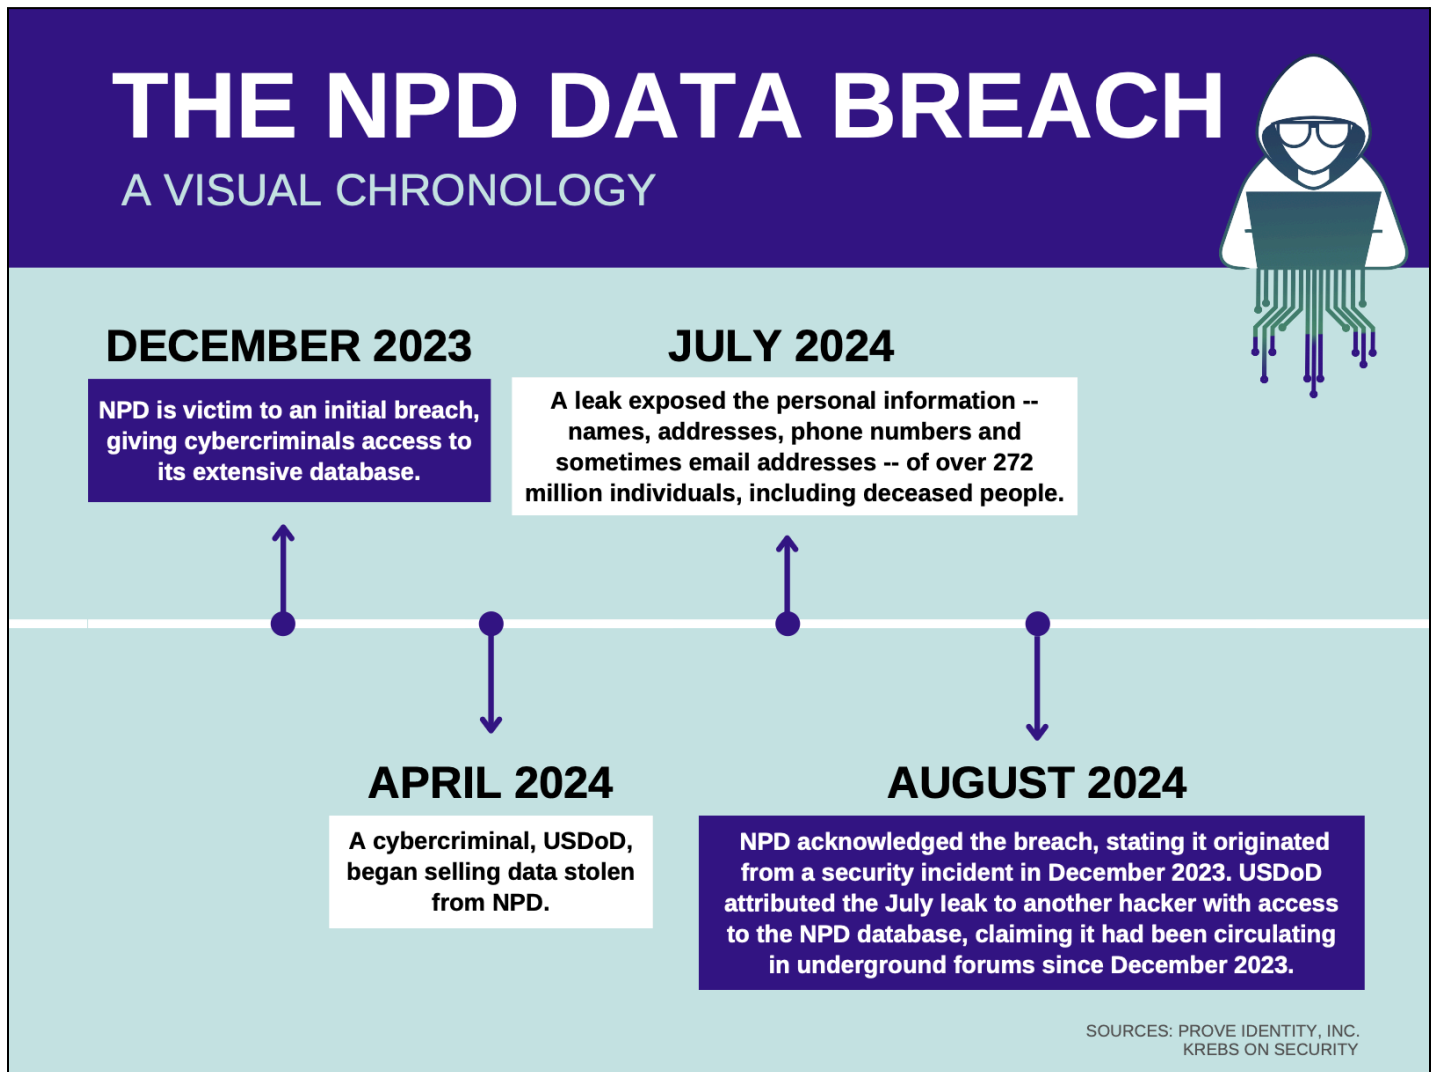 THE NPD DATA BREACH
A VISUAL CHRONOLOGY
DECEMBER 2023
NPD is victim to an initial breach,
giving cybercriminals access to
its extensive database.
JULY 2024
A leak exposed the personal information --
names, addresses, phone numbers and
sometimes email addresses -- of over 272
million individuals, including deceased people.
APRIL 2024
A cybercriminal, USDoD,
began selling data stolen
from NPD.
AUGUST 2024
NPD acknowledged the breach, stating it originated
from a security incident in December 2023. USDoD
attributed the July leak to another hacker with access
to the NPD database, claiming it had been circulating
in underground forums since December 2023.
SOURCES: PROVE IDENTITY, INC.
KREBS ON SECURITY